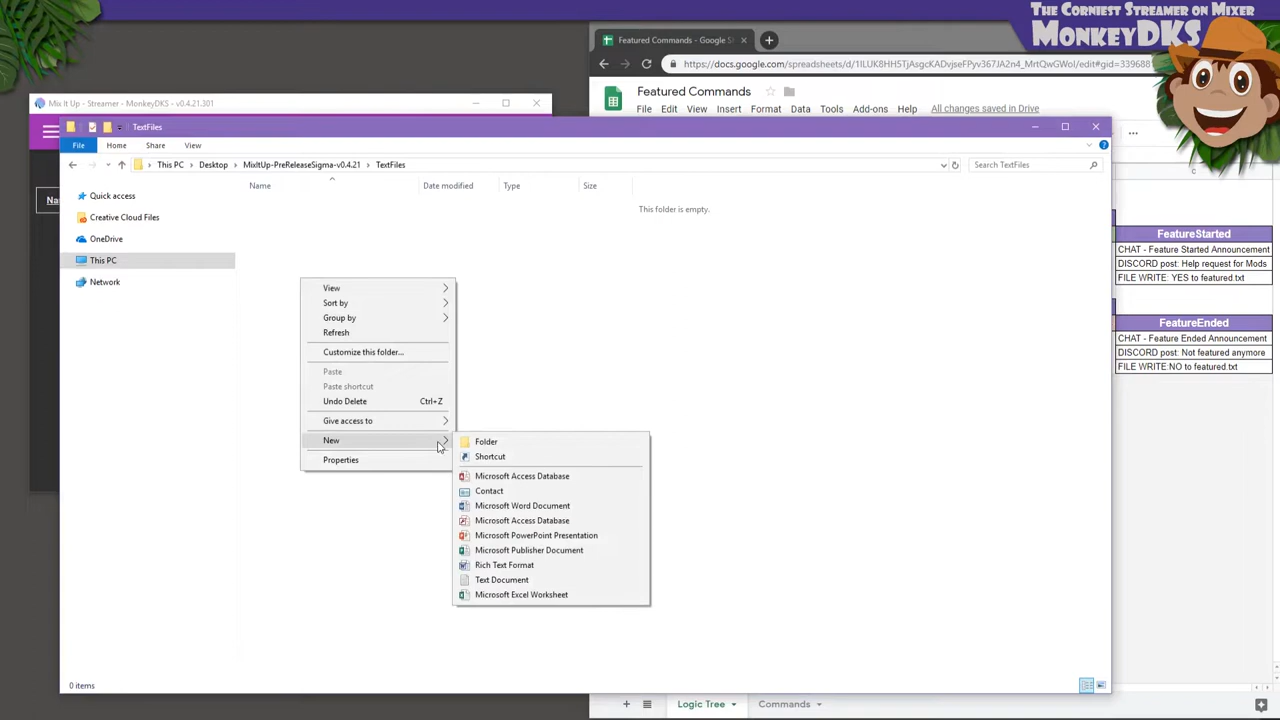 THE CORNIEST STREAMER ON MIXER
MONKEYDKS
Featured Commands - Google S
https://docs.google.com/spreadsheets/d/1ILUK8HH5TjAsgcKADvjseFPyv367JA2n4_MrtQwGWoI/edit#gid=339688
Featured Commands
File Edit View Insert Format Data Tools Add-ons Help All changes saved in Drive
Mix It Up - Streamer - MonkeyDKS - v0.4.21.301
TextFiles
File Home Share View
This PC > Desktop > MixItUp-PreReleaseSigma-v0.4.21 > TextFiles
Search TextFiles
Name Date modified Type Size
This folder is empty.
Quick access
Creative Cloud Files
OneDrive
This PC
Network
View
Sort by
Group by
Refresh
Customize this folder...
Paste
Paste shortcut
Undo Delete Ctrl+Z
Give access to
New
Properties
Folder
Shortcut
Microsoft Access Database
Contact
Microsoft Word Document
Microsoft Access Database
Microsoft PowerPoint Presentation
Microsoft Publisher Document
Rich Text Format
Text Document
Microsoft Excel Worksheet
C
FeatureStarted
CHAT - Feature Started Announcement
DISCORD post: Help request for Mods
FILE WRITE: YES to featured.txt
FeatureEnded
CHAT - Feature Ended Announcement
DISCORD post: Not featured anymore
FILE WRITE:NO to featured.txt
0 items
Logic Tree Commands